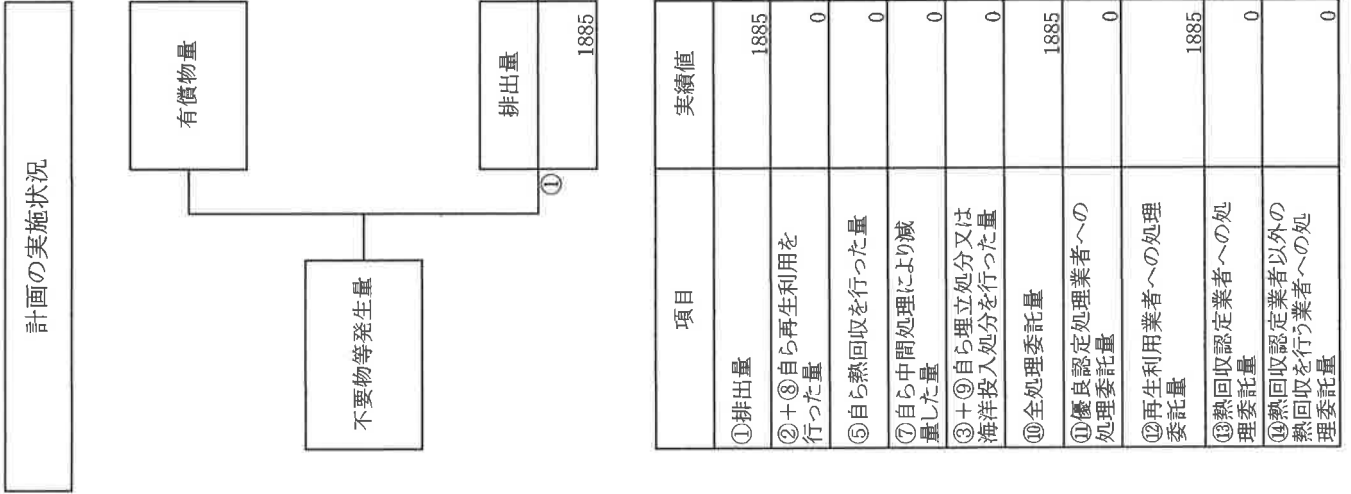 計画の実施状況
有償物量
不要物等発生量
①
排出量
1885
項目
実績値
①排出量
1885
②+⑧自ら再生利用を
行った量
0
⑤自ら熱回収を行った量
0
⑦自ら中間処理により減
量した量
0
③+⑨自ら埋立処分又は
海洋投入処分を行った量
0
⑩全処理委託量
1885
⑪優良認定処理業者への
処理委託量
0
⑫再生利用業者への処理
委託量
1885
⑬熱回収認定業者への処
理委託量
0
⑭熱回収認定業者以外の
熱回収を行う業者への処
理委託量
0